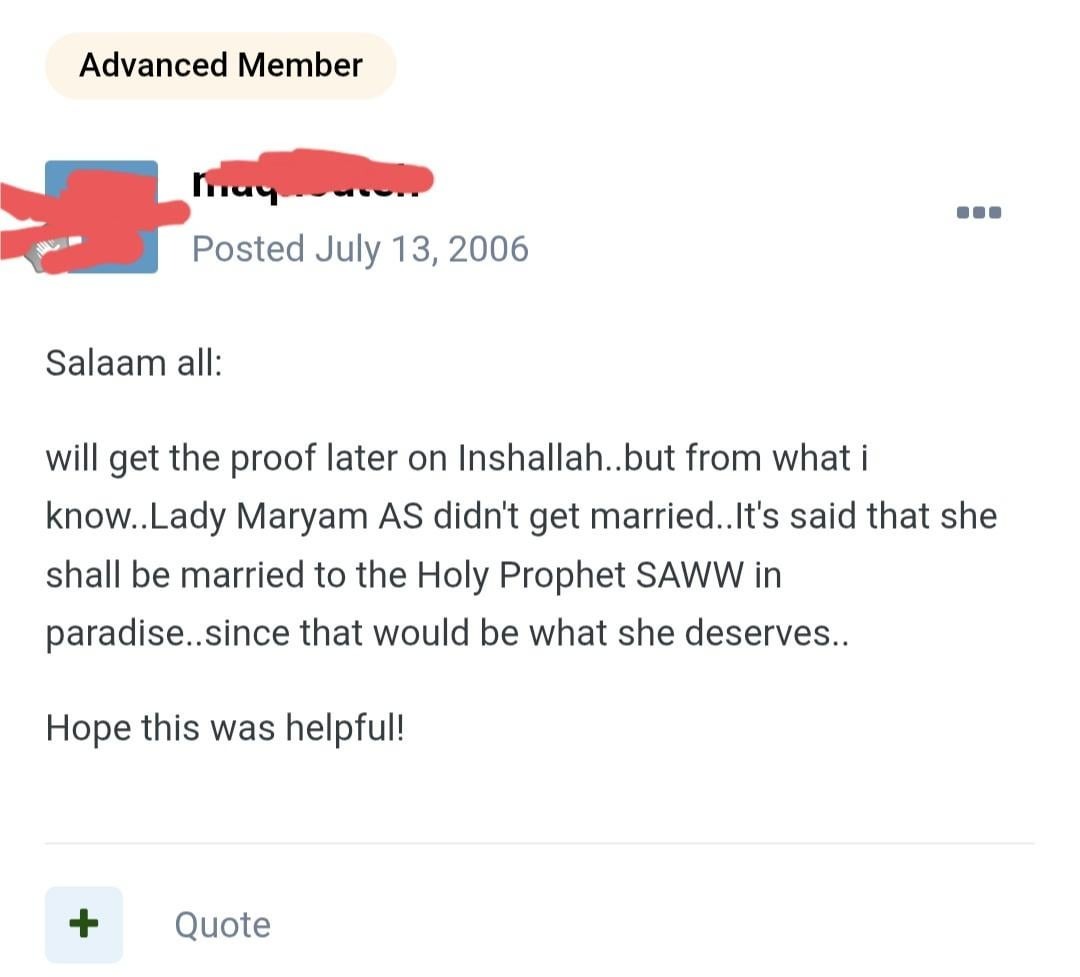 Advanced Member
Posted July 13, 2006
Salaam all:
will get the proof later on Inshallah..but from what i
know..Lady Maryam AS didn't get married..It's said that she
shall be married to the Holy Prophet SAWW in
paradise..since that would be what she deserves..
Hope this was helpful!
+ Quote